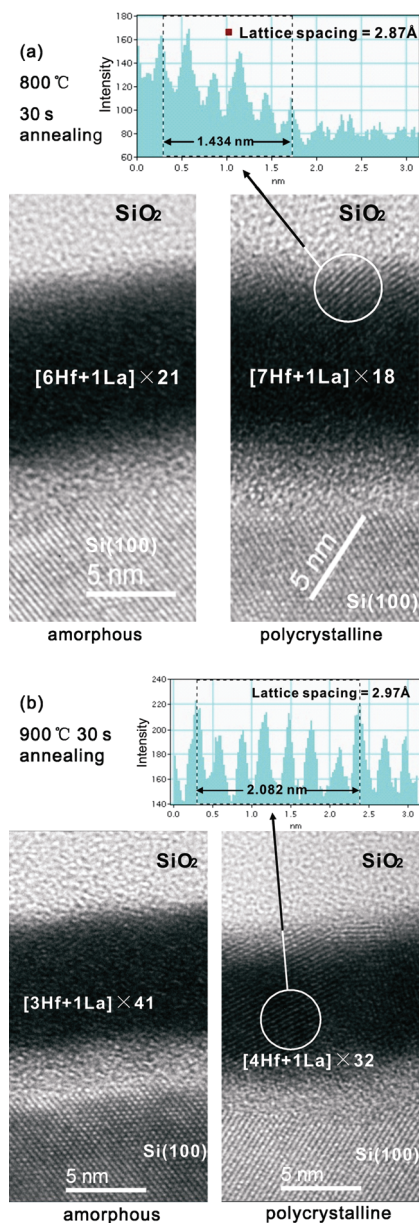 (a)
800℃
30 s
annealing
Intensity
180
160
140
120
100
80
60
Lattice spacing = 2.87Å
1.434 nm
0.0 0.5 1.0 1.5 2.0 2.5 3.0
nm
SiO₂
SiO₂
[6Hf+1La]×21
[7Hf+1La]×18
Si(100)
5 nm
5 nm
Si(100)
amorphous
polycrystalline
(b)
900℃ 30 s
annealing
Intensity
240
220
200
180
160
140
Lattice spacing = 2.97Å
2.082 nm
0.0 0.5 1.0 1.5 2.0 2.5 3.0
nm
SiO₂
SiO₂
[3Hf+1La]×41
[4Hf+1La]×32
Si(100)
Si(100)
5 nm
5 nm
amorphous
polycrystalline